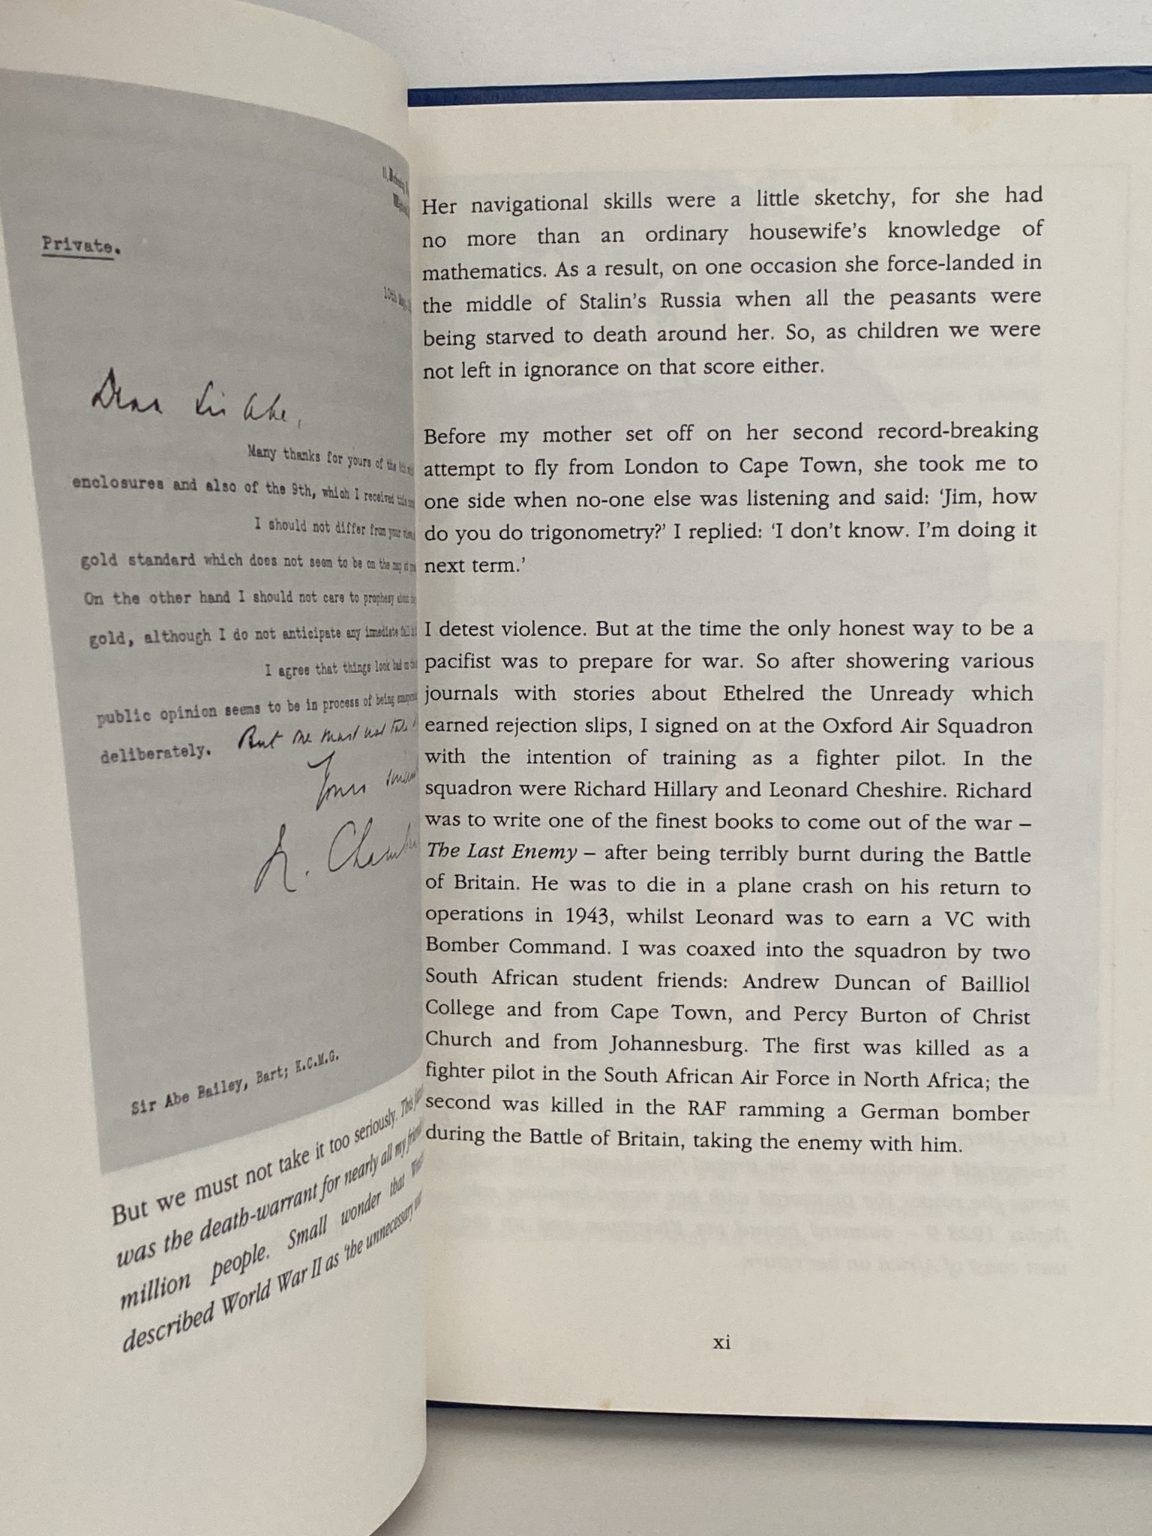 Private.
Dear Sir Abe,
Many thanks for yours of the
enclosures and also of the 9th, which I received this
I should not differ from your
gold standard which does not seem to be on the map at
On the other hand I should not care to prophesy about
gold, although I do not anticipate any immediate fall
I agree that things look bad
public opinion seems to be in process of being
deliberately. But we must not take
Yours
N.
Sir Abe Bailey, Bart; K.C.M.G.
But we must not take it too seriously. This
was the death-warrant for nearly all my
million people. Small wonder that
described World War II as 'the unnecessary
Her navigational skills were a little sketchy, for she had
no more than an ordinary housewife's knowledge of
mathematics. As a result, on one occasion she force-landed in
the middle of Stalin's Russia when all the peasants were
being starved to death around her. So, as children we were
not left in ignorance on that score either.
Before my mother set off on her second record-breaking
attempt to fly from London to Cape Town, she took me to
one side when no-one else was listening and said: 'Jim, how
do you do trigonometry?' I replied: 'I don't know. I'm doing it
next term.'
I detest violence. But at the time the only honest way to be a
pacifist was to prepare for war. So after showering various
journals with stories about Ethelred the Unready which
earned rejection slips, I signed on at the Oxford Air Squadron
with the intention of training as a fighter pilot. In the
squadron were Richard Hillary and Leonard Cheshire. Richard
was to write one of the finest books to come out of the war –
The Last Enemy – after being terribly burnt during the Battle
of Britain. He was to die in a plane crash on his return to
operations in 1943, whilst Leonard was to earn a VC with
Bomber Command. I was coaxed into the squadron by two
South African student friends: Andrew Duncan of Bailliol
College and from Cape Town, and Percy Burton of Christ
Church and from Johannesburg. The first was killed as a
fighter pilot in the South African Air Force in North Africa; the
second was killed in the RAF ramming a German bomber
during the Battle of Britain, taking the enemy with him.
xi